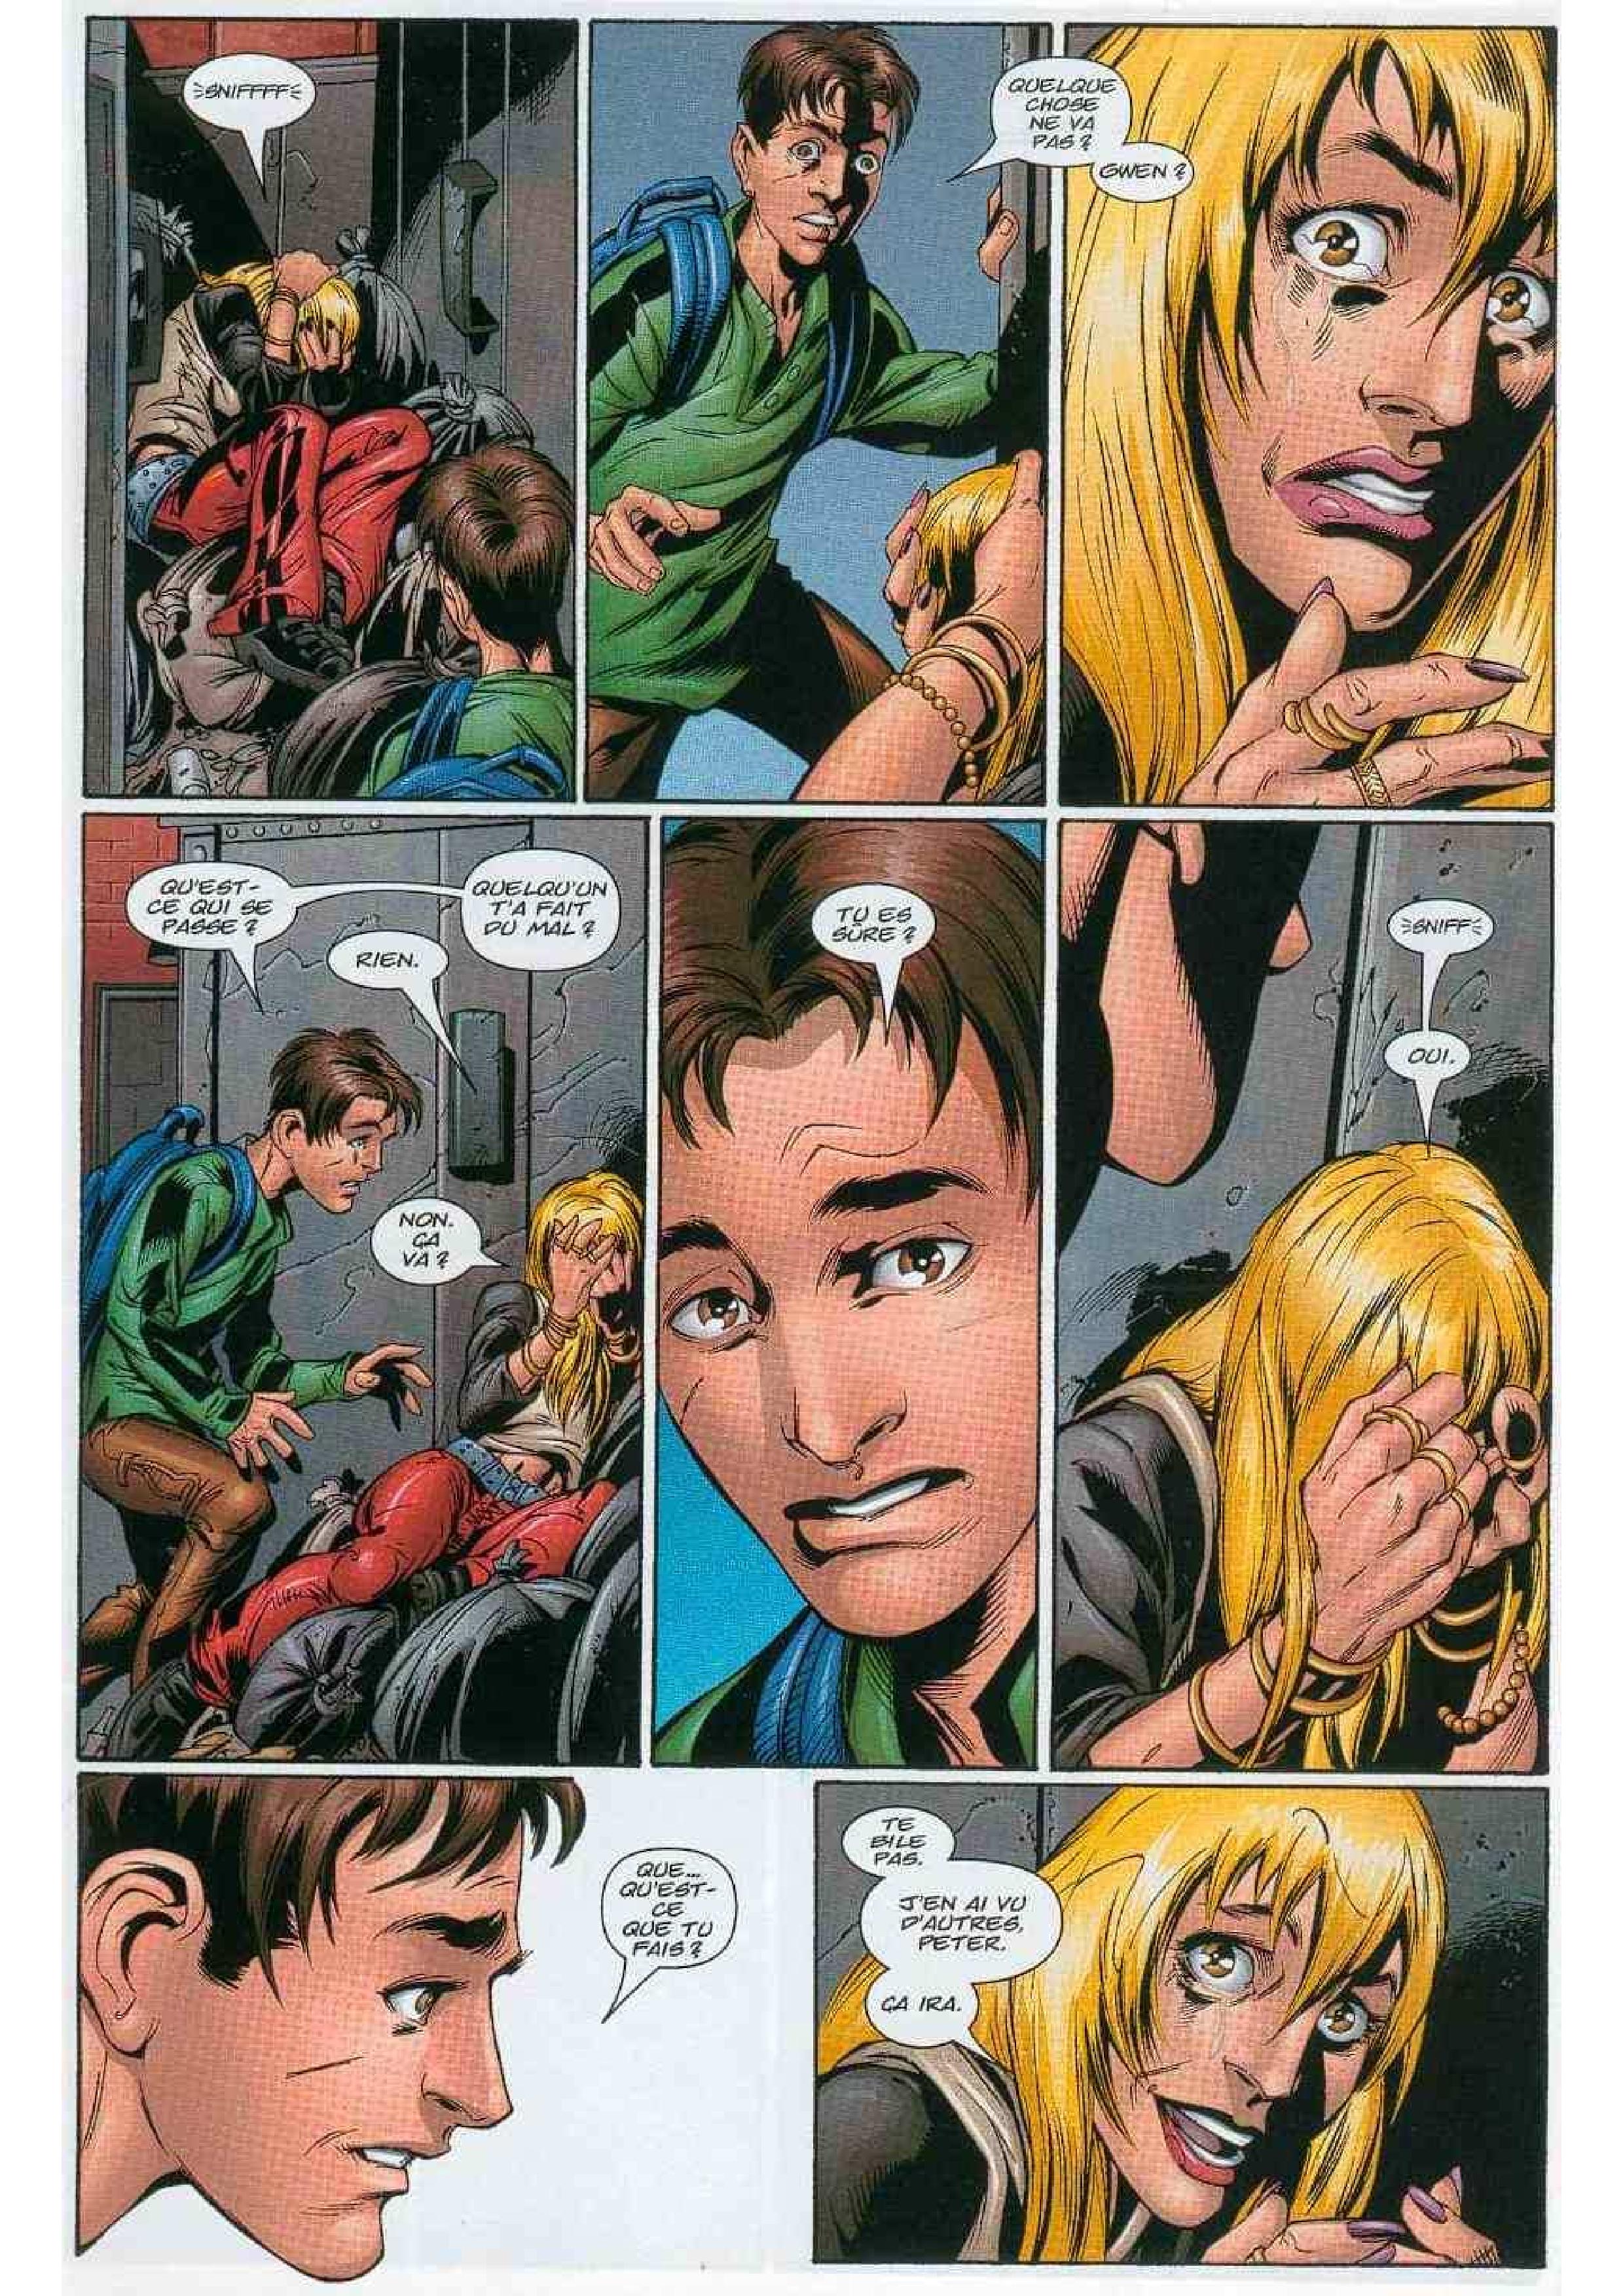 SNIFFFF
QUELQUE
CHOSE
NE VA
PAS ?
GWEN ?
QU'EST-
CE QUI SE
PASSE ?
RIEN.
QUELQU'UN
T'A FAIT
DU MAL ?
NON.
ÇA
VA ?
TU ES
SÛRE ?
SNIFF
OUI.
QUE...
QU'EST-
CE
QUE TU
FAIS ?
TE
BILE
PAS.
J'EN AI VU
D'AUTRES,
PETER.
ÇA IRA.